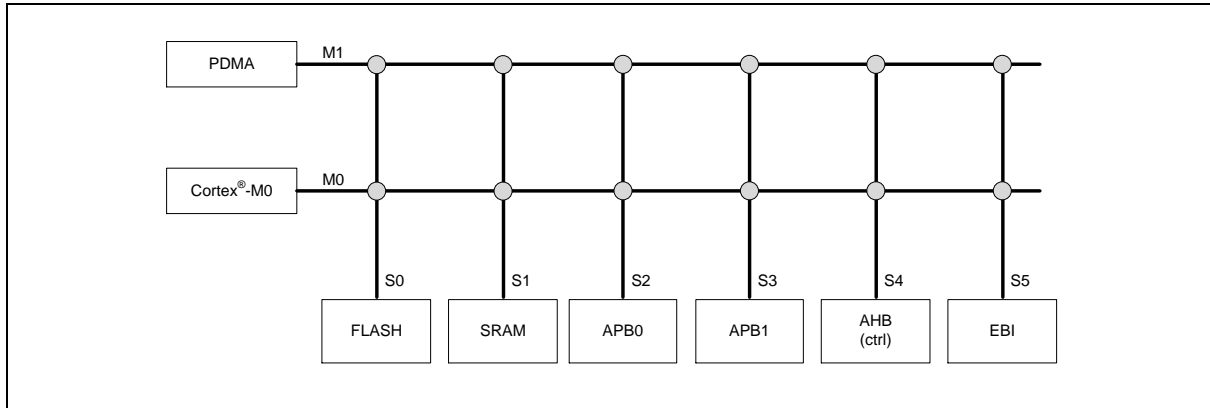 PDMA M1
Cortex®-M0 M0
S0 S1 S2 S3 S4 S5
FLASH SRAM APB0 APB1 AHB EBI
(ctrl)